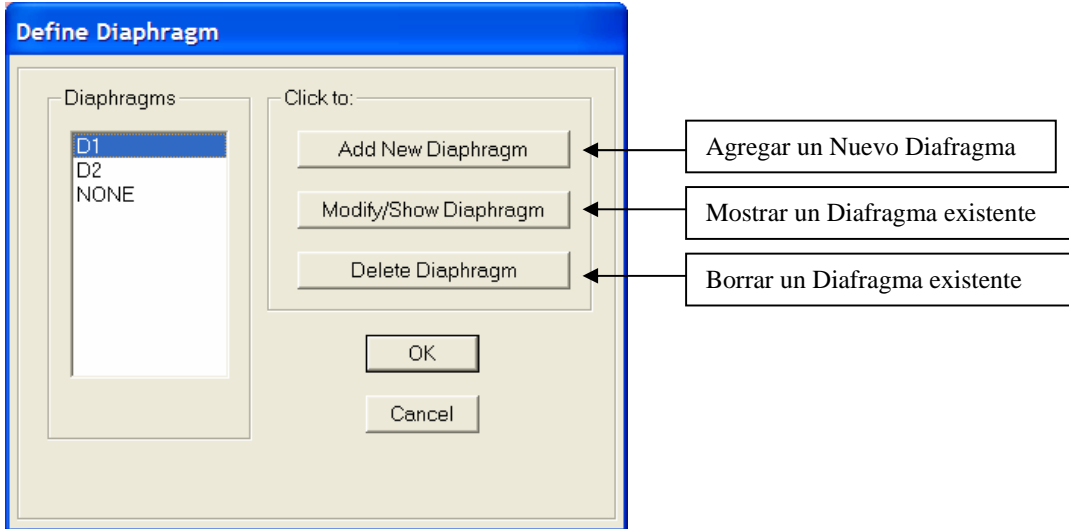 Define Diaphragm
Diaphragms
D1
D2
NONE
Click to:
Add New Diaphragm
Modify/Show Diaphragm
Delete Diaphragm
OK
Cancel
Agregar un Nuevo Diafragma
Mostrar un Diafragma existente
Borrar un Diafragma existente